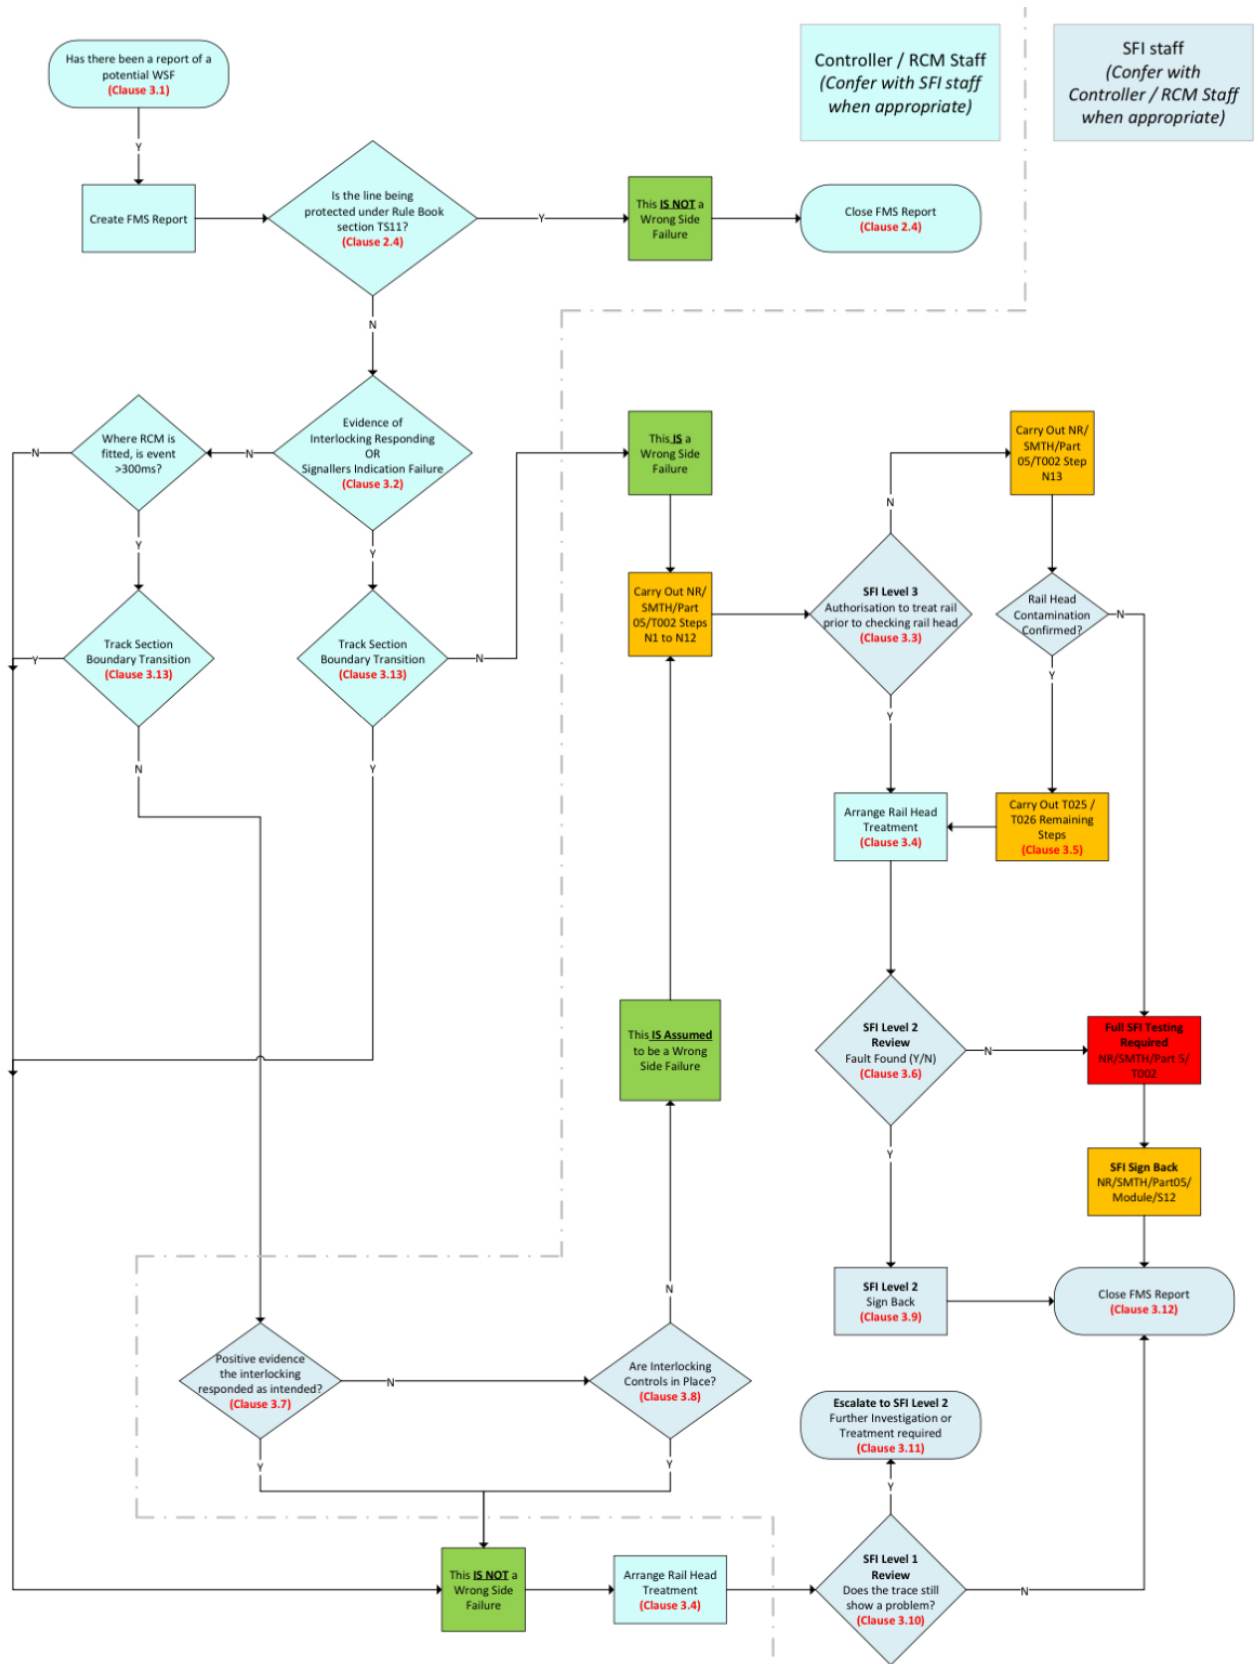 Has there been a report of a
potential WSF
(Clause 3.1)
Controller / RCM Staff
(Confer with SFI staff
when appropriate)
SFI staff
(Confer with
Controller / RCM Staff
when appropriate)
Y
Create FMS Report
Is the line being
protected under Rule Book
section TS11?
(Clause 2.4)
Y
This IS NOT a
Wrong Side
Failure
Close FMS Report
(Clause 2.4)
N
Where RCM is
fitted, is event
>300ms?
N
N
Evidence of
Interlocking Responding
OR
Signallers Indication Failure
(Clause 3.2)
This IS a
Wrong Side
Failure
Carry Out NR/
SMTH/Part
05/T002 Step
N13
N
Y
Y
Carry Out NR/
SMTH/Part
05/T002 Steps
N1 to N12
SFI Level 3
Authorisation to treat rail
prior to checking rail head
(Clause 3.3)
Rail Head
Contamination
Confirmed?
N
Y
Track Section
Boundary Transition
(Clause 3.13)
Track Section
Boundary Transition
(Clause 3.13)
N
Y
Y
N
Y
Arrange Rail Head
Treatment
(Clause 3.4)
Carry Out T025 /
T026 Remaining
Steps
(Clause 3.5)
This IS Assumed
to be a Wrong
Side Failure
SFI Level 2
Review
Fault Found (Y/N)
(Clause 3.6)
N
Full SFI Testing
Required
NR/SMTH/Part 5/
T002
Y
SFI Sign Back
NR/SMTH/Part05/
Module/S12
N
SFI Level 2
Sign Back
(Clause 3.9)
Close FMS Report
(Clause 3.12)
Positive evidence
the interlocking
responded as intended?
(Clause 3.7)
N
Are Interlocking
Controls in Place?
(Clause 3.8)
Escalate to SFI Level 2
Further Investigation or
Treatment required
(Clause 3.11)
Y
Y
Y
This IS NOT a
Wrong Side
Failure
Arrange Rail Head
Treatment
(Clause 3.4)
SFI Level 1
Review
Does the trace still
show a problem?
(Clause 3.10)
N